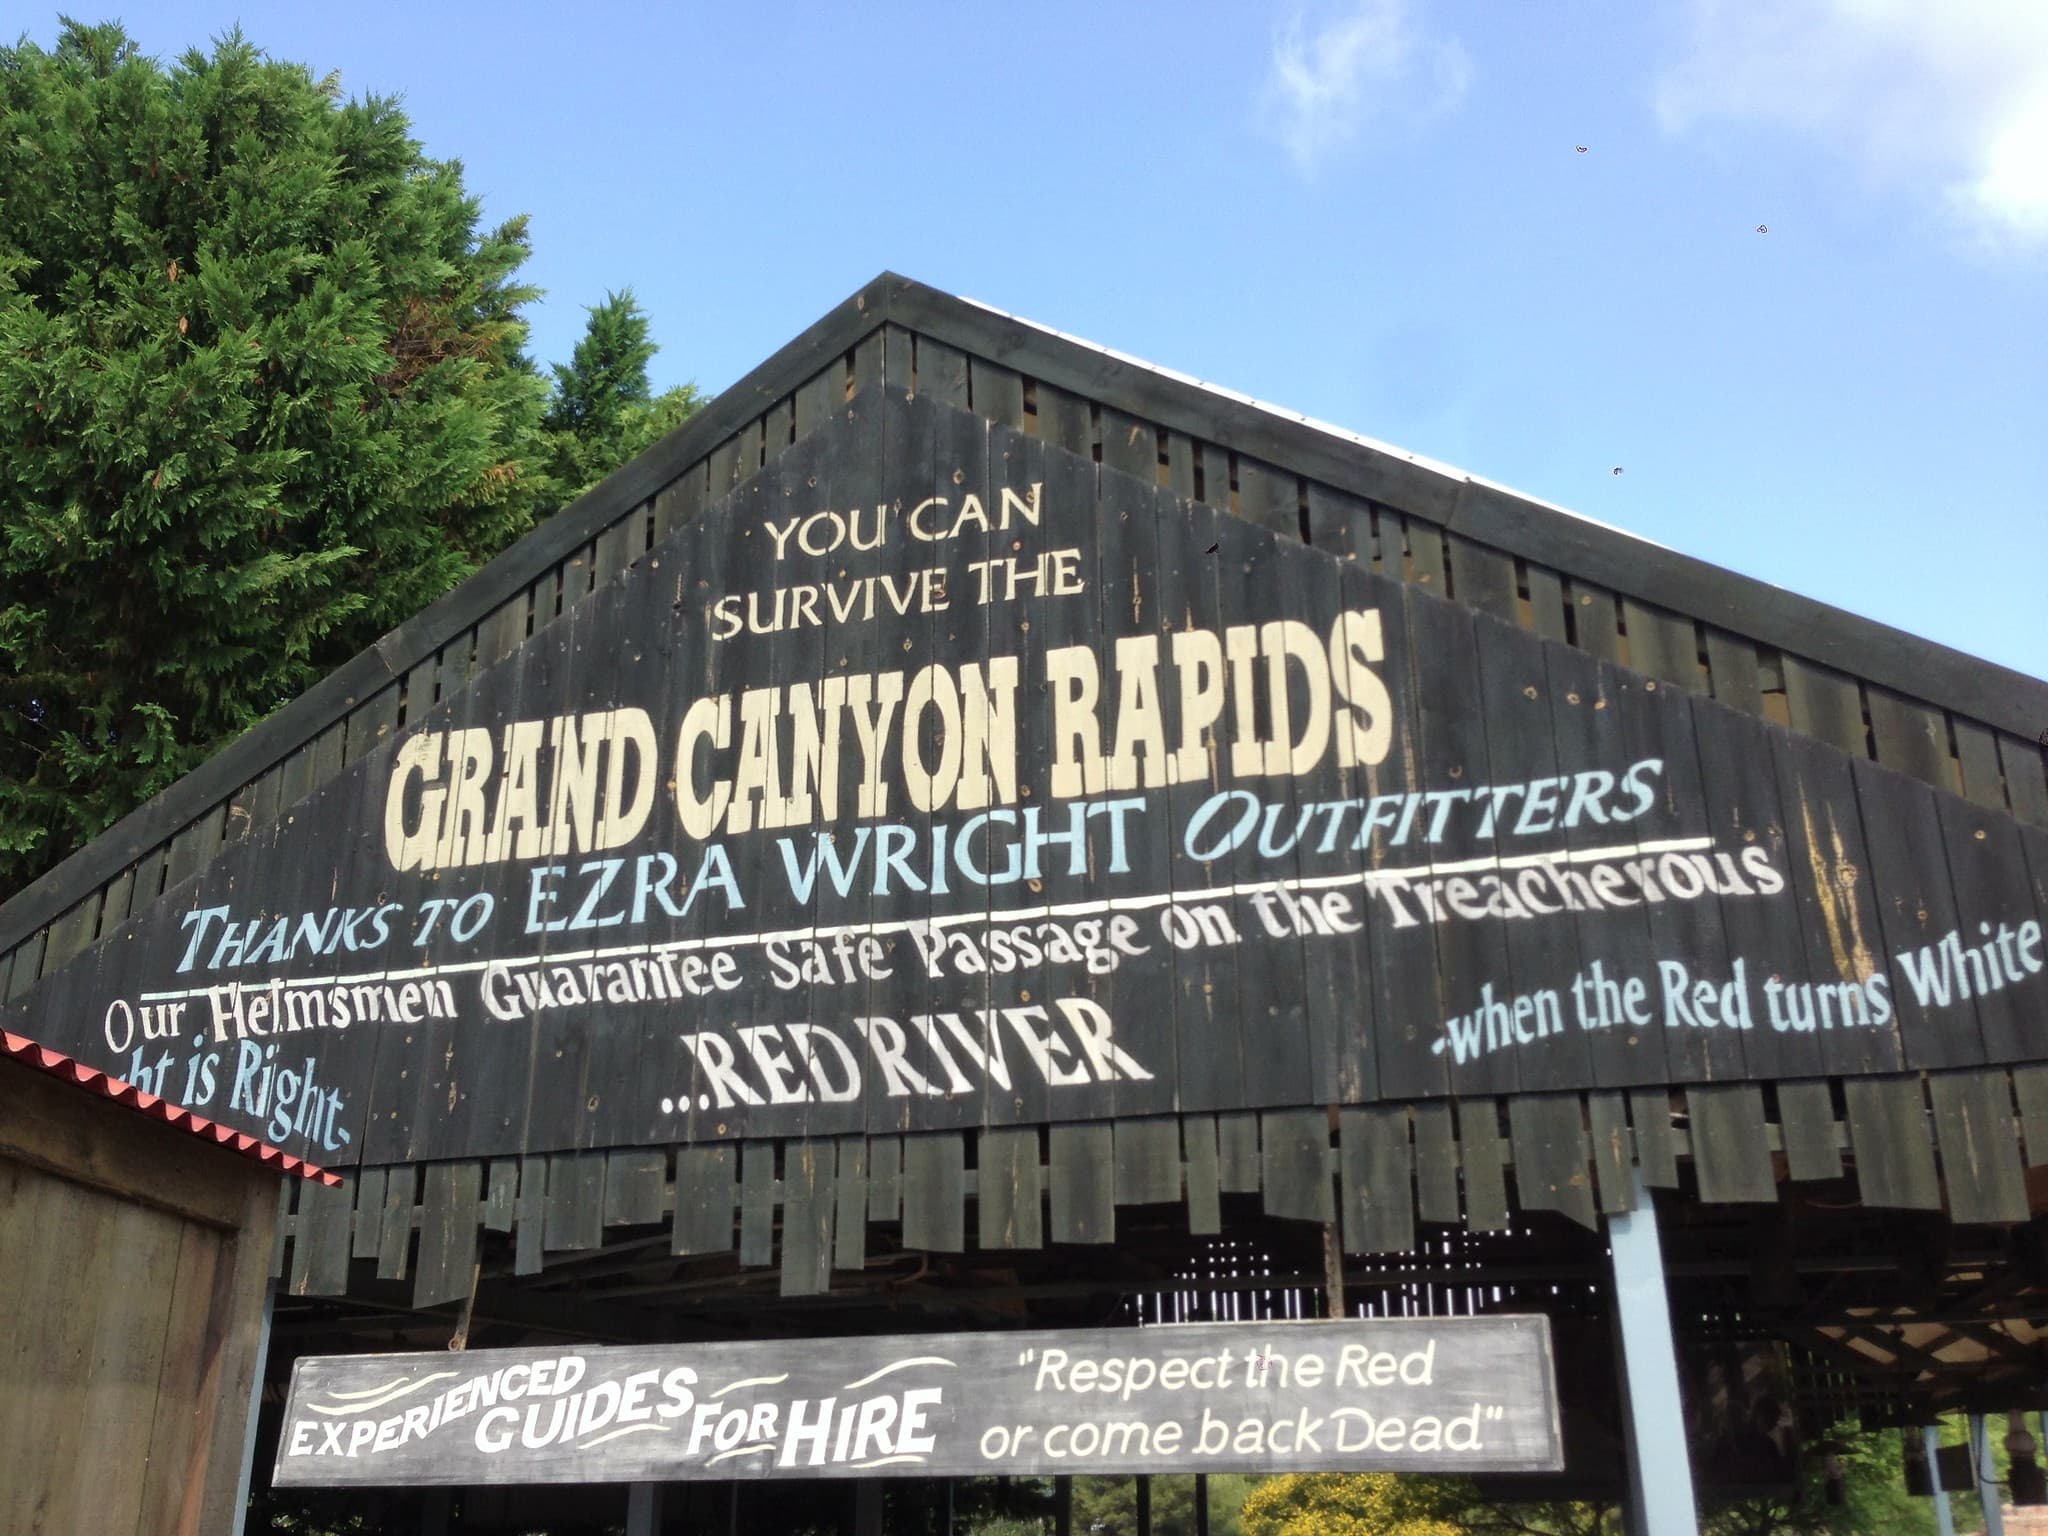 YOU CAN
SURVIVE THE
GRAND CANYON RAPIDS
THANKS TO EZRA WRIGHT OUTFITTERS
Our Helmsmen Guarantee Safe Passage on the Treacherous
...RED RIVER
is Right-
-when the Red turns White
EXPERIENCED GUIDES FOR HIRE
"Respect the Red
or come back Dead"